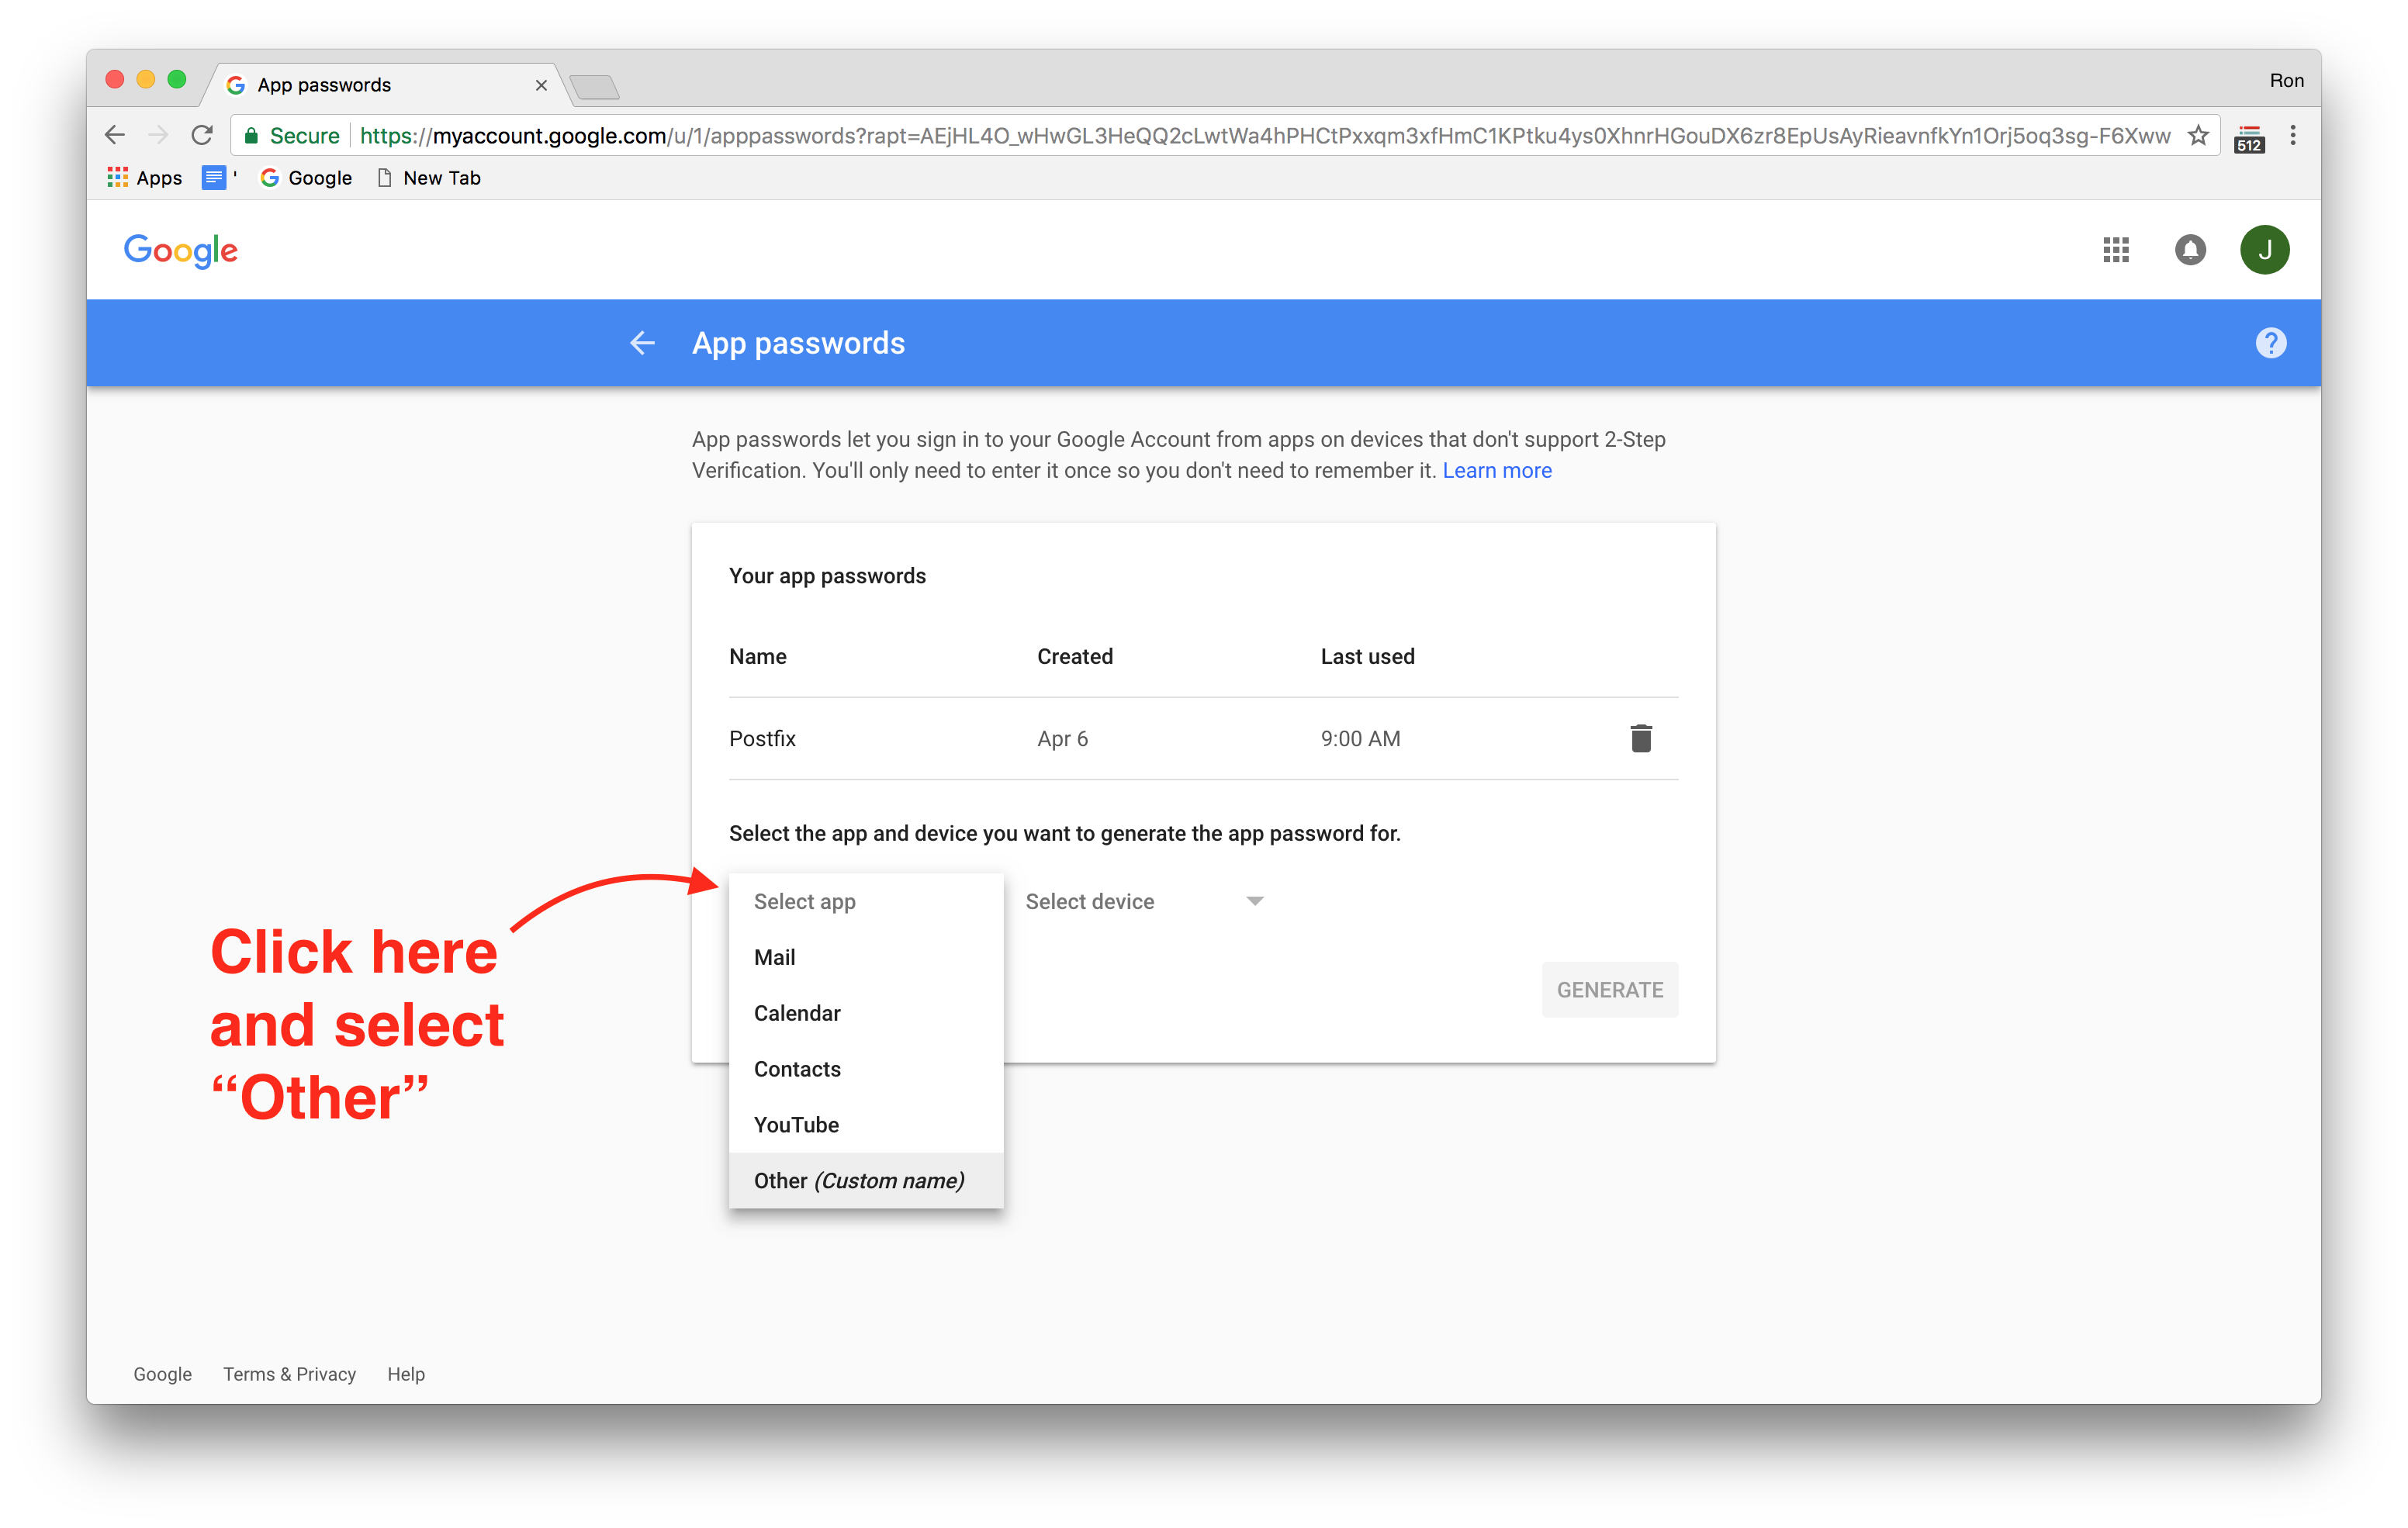 App passwords
Ron
Secure https://myaccount.google.com/u/1/apppasswords?rapt=AEjHL4O_wHwGL3HeQQ2cLwtWa4hPHCtPxxqm3xfHmC1KPtku4ys0XhnrHGouDX6zr8EpUsAyRieavnfkYn1Orj5oq3sg-F6Xww
512
Apps ' Google New Tab
Google
J
App passwords
?
App passwords let you sign in to your Google Account from apps on devices that don't support 2-Step
Verification. You'll only need to enter it once so you don't need to remember it. Learn more
Your app passwords
Name Created Last used
Postfix Apr 6 9:00 AM
Select the app and device you want to generate the app password for.
Select app Select device
Mail
Calendar
Contacts
YouTube
Other (Custom name)
GENERATE
Click here
and select
“Other”
Google Terms & Privacy Help